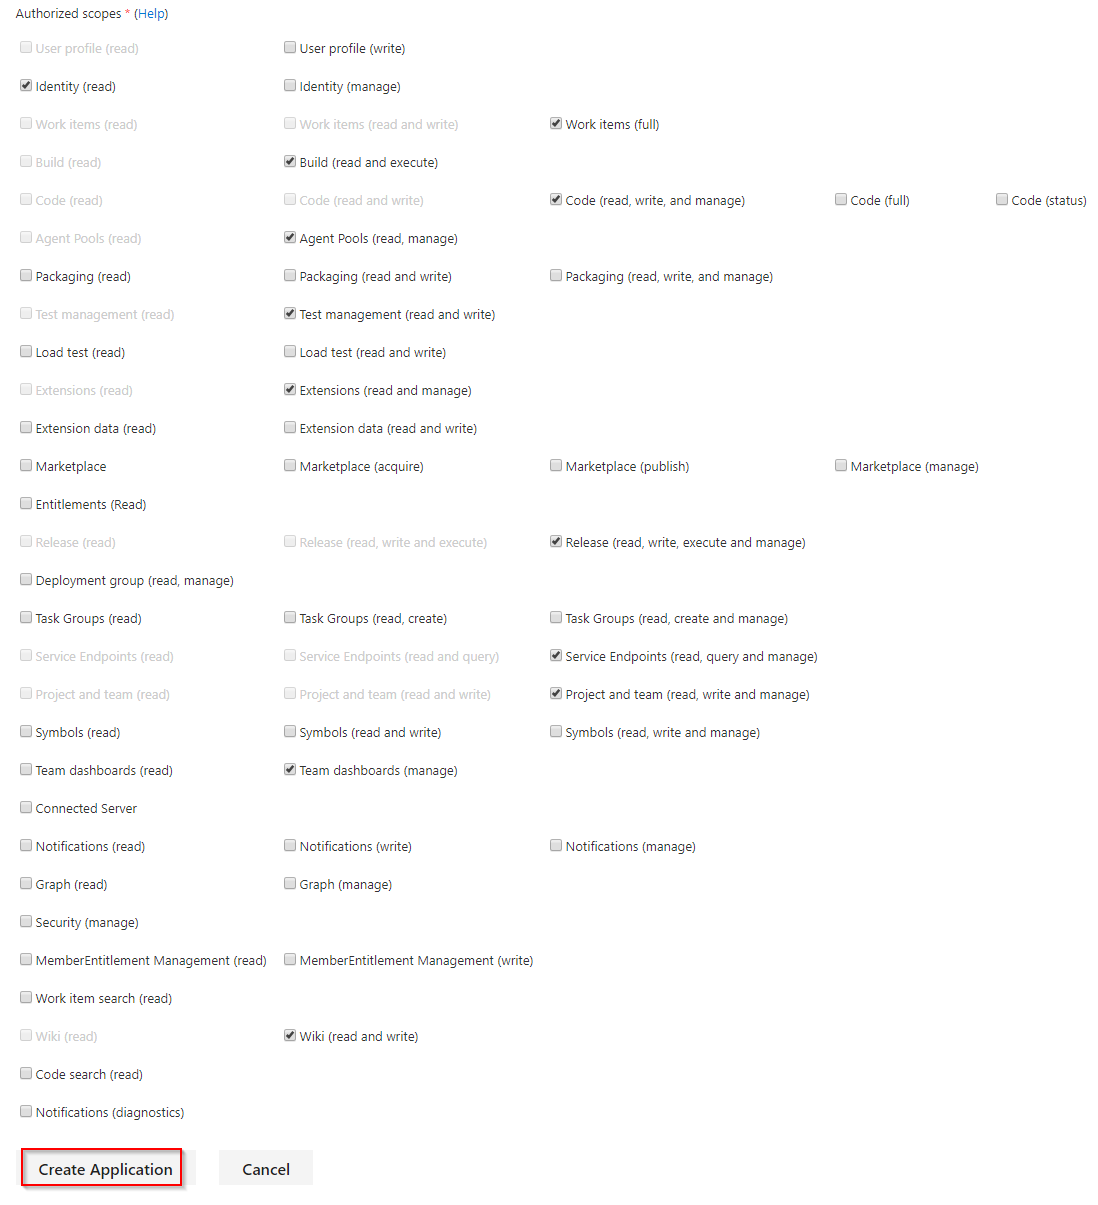 Authorized scopes * (Help)
User profile (read) User profile (write)
Identity (read) Identity (manage)
Work items (read) Work items (read and write) Work items (full)
Build (read) Build (read and execute)
Code (read) Code (read and write) Code (read, write, and manage) Code (full) Code (status)
Agent Pools (read) Agent Pools (read, manage)
Packaging (read) Packaging (read and write) Packaging (read, write, and manage)
Test management (read) Test management (read and write)
Load test (read) Load test (read and write)
Extensions (read) Extensions (read and manage)
Extension data (read) Extension data (read and write)
Marketplace Marketplace (acquire) Marketplace (publish) Marketplace (manage)
Entitlements (Read)
Release (read) Release (read, write and execute) Release (read, write, execute and manage)
Deployment group (read, manage)
Task Groups (read) Task Groups (read, create) Task Groups (read, create and manage)
Service Endpoints (read) Service Endpoints (read and query) Service Endpoints (read, query and manage)
Project and team (read) Project and team (read and write) Project and team (read, write and manage)
Symbols (read) Symbols (read and write) Symbols (read, write and manage)
Team dashboards (read) Team dashboards (manage)
Connected Server
Notifications (read) Notifications (write) Notifications (manage)
Graph (read) Graph (manage)
Security (manage)
MemberEntitlement Management (read) MemberEntitlement Management (write)
Work item search (read)
Wiki (read) Wiki (read and write)
Code search (read)
Notifications (diagnostics)
Create Application Cancel